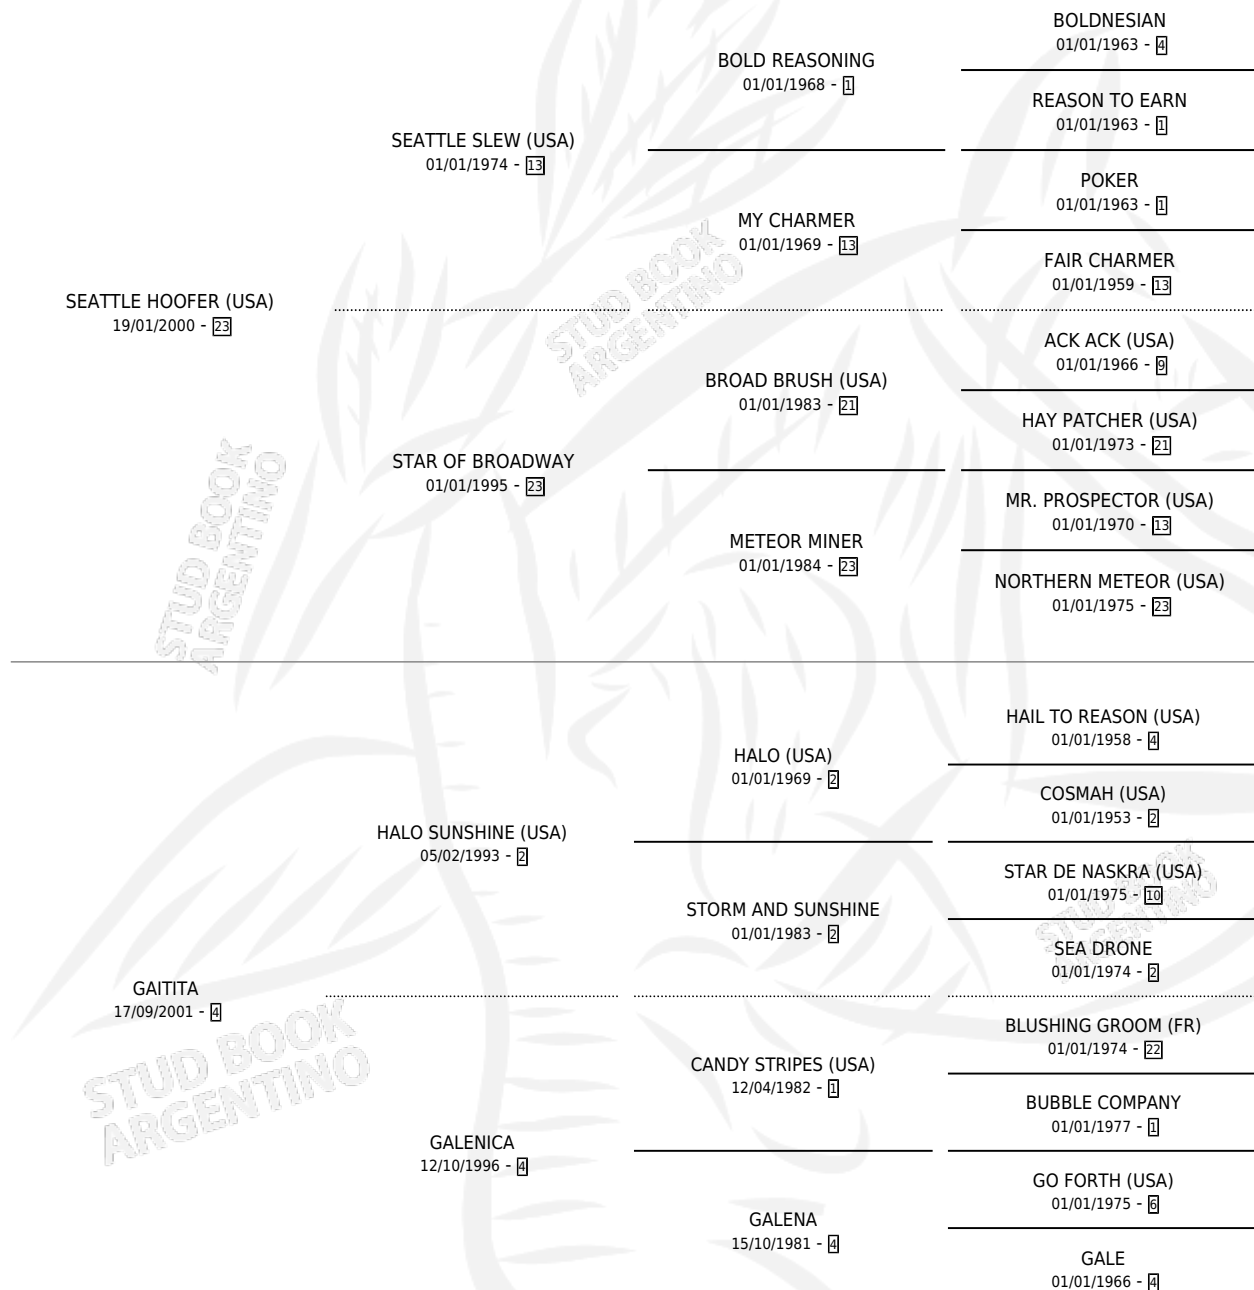 BOLDNESIAN
01/01/1963 - 4
BOLD REASONING
01/01/1968 - 1
REASON TO EARN
01/01/1963 - 1
SEATTLE SLEW (USA)
01/01/1974 - 13
POKER
01/01/1963 - 1
MY CHARMER
01/01/1969 - 13
FAIR CHARMER
01/01/1959 - 13
SEATTLE HOOFER (USA)
19/01/2000 - 23
STUD BOOK
ARGENTINO
ACK ACK (USA)
01/01/1966 - 9
BROAD BRUSH (USA)
01/01/1983 - 21
HAY PATCHER (USA)
01/01/1973 - 21
STAR OF BROADWAY
01/01/1995 - 23
MR. PROSPECTOR (USA)
01/01/1970 - 13
METEOR MINER
01/01/1984 - 23
NORTHERN METEOR (USA)
01/01/1975 - 23
STUD BOOK
ARGENTINO
HAIL TO REASON (USA)
01/01/1958 - 4
HALO (USA)
01/01/1969 - 2
COSMAH (USA)
01/01/1953 - 2
HALO SUNSHINE (USA)
05/02/1993 - 2
STAR DE NASKRA (USA)
01/01/1975 - 10
STORM AND SUNSHINE
01/01/1983 - 2
STUD BOOK
ARGENTINO
SEA DRONE
01/01/1974 - 2
GAITITA
17/09/2001 - 4
BLUSHING GROOM (FR)
01/01/1974 - 22
CANDY STRIPES (USA)
12/04/1982 - 1
STUD BOOK
ARGENTINO
BUBBLE COMPANY
01/01/1977 - 1
GALENICA
12/10/1996 - 4
GO FORTH (USA)
01/01/1975 - 6
GALENA
15/10/1981 - 4
GALE
01/01/1966 - 4